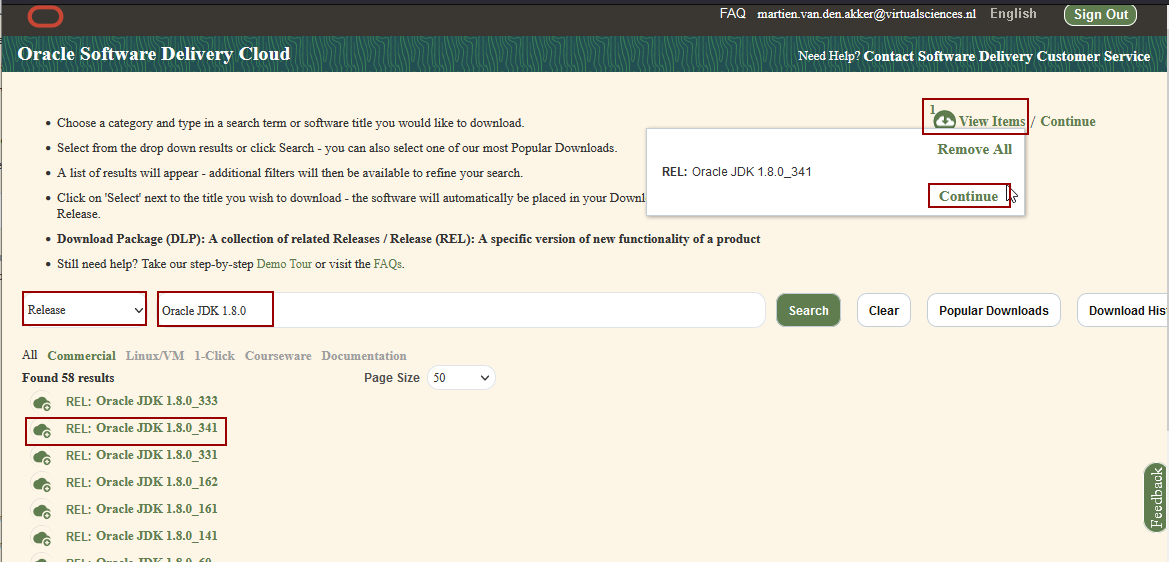 FAQ martien.van.den.akker@virtualsciences.nl English Sign Out
Oracle Software Delivery Cloud Need Help? Contact Software Delivery Customer Service
1 View Items / Continue
Choose a category and type in a search term or software title you would like to download.
Select from the drop down results or click Search - you can also select one of our most Popular Downloads.
Remove All
A list of results will appear - additional filters will then be available to refine your search.
REL: Oracle JDK 1.8.0_341
Click on 'Select' next to the title you wish to download - the software will automatically be placed in your Downl
Continue
Release.
Download Package (DLP): A collection of related Releases / Release (REL): A specific version of new functionality of a product
Still need help? Take our step-by-step Demo Tour or visit the FAQs.
Release Oracle JDK 1.8.0 Search Clear Popular Downloads Download His
All Commercial Linux/VM 1-Click Courseware Documentation
Found 58 results Page Size 50
REL: Oracle JDK 1.8.0_333
REL: Oracle JDK 1.8.0_341
REL: Oracle JDK 1.8.0_331
REL: Oracle JDK 1.8.0_162
REL: Oracle JDK 1.8.0_161
REL: Oracle JDK 1.8.0_141
REL: Oracle JDK 1.8.0_60
Feedback